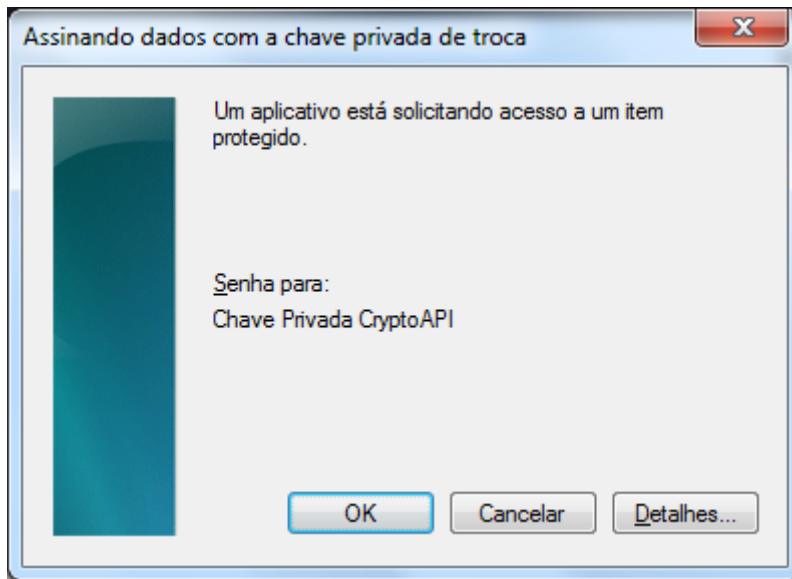 Assinando dados com a chave privada de troca
Um aplicativo está solicitando acesso a um item
protegido.
Senha para:
Chave Privada CryptoAPI
OK
Cancelar
Detalhes...